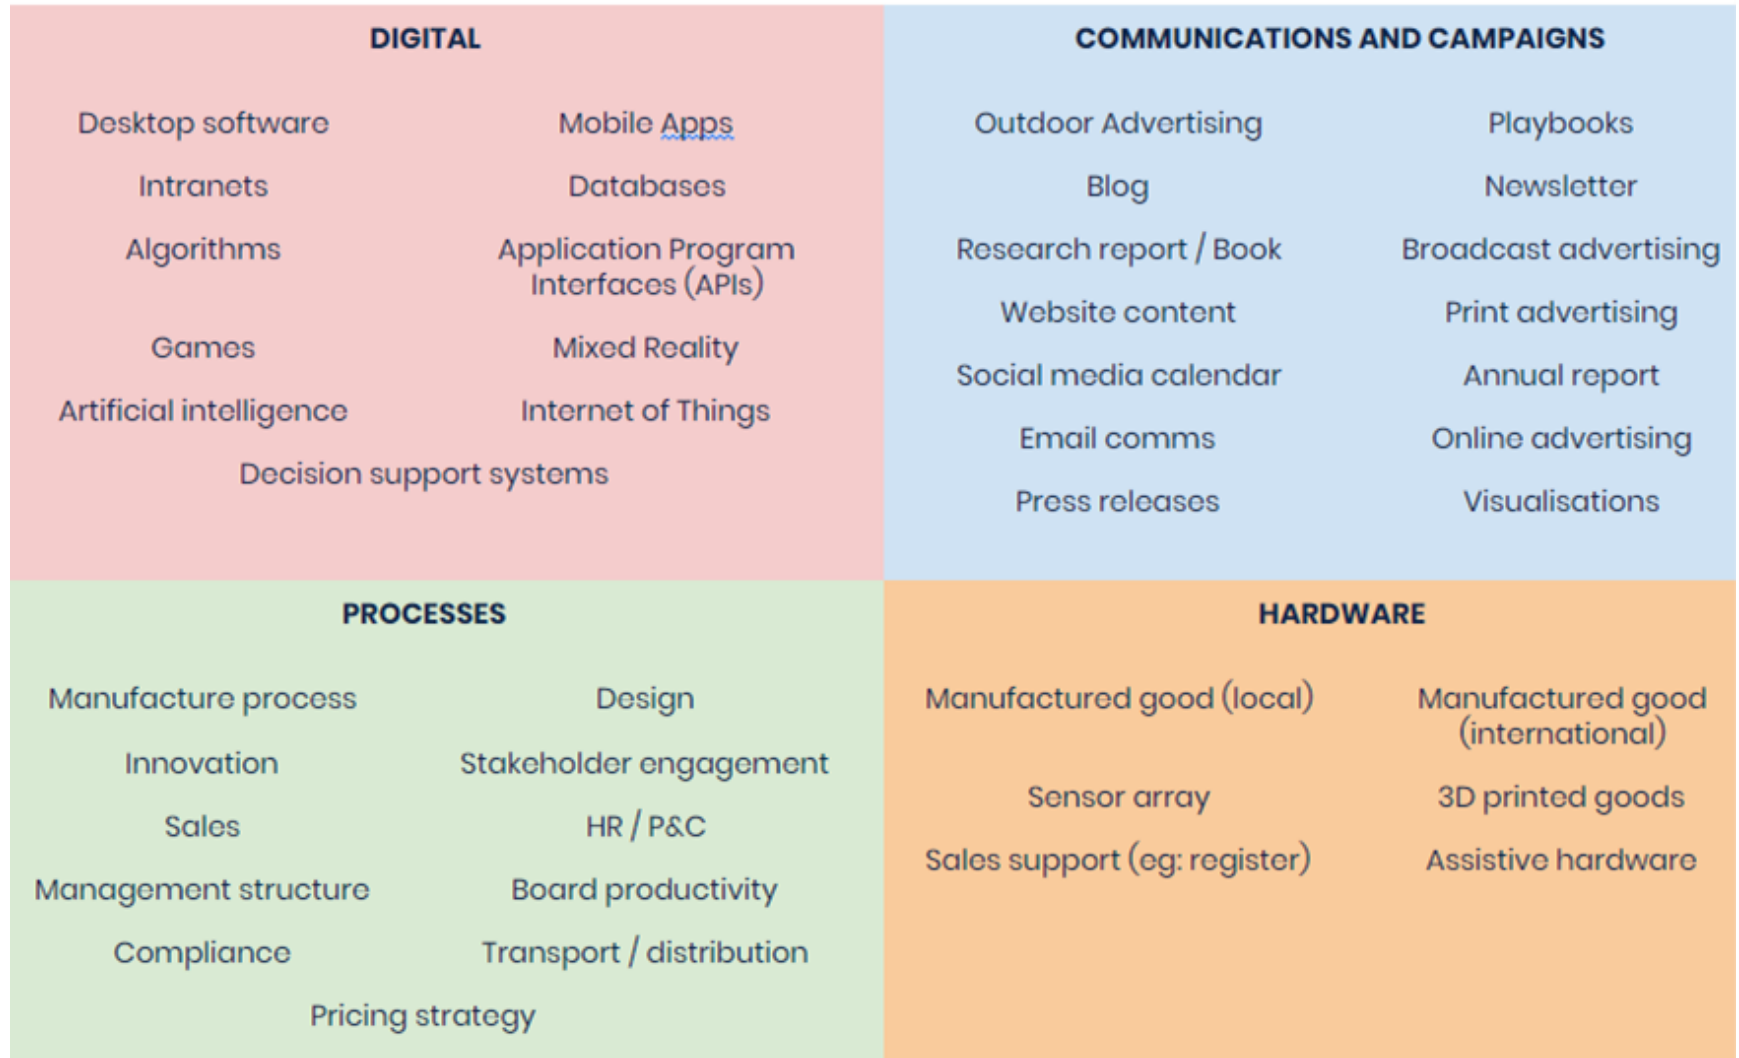 DIGITAL
Desktop software
Mobile Apps
Intranets
Databases
Algorithms
Application Program
Interfaces (APIs)
Games
Mixed Reality
Artificial intelligence
Internet of Things
Decision support systems
COMMUNICATIONS AND CAMPAIGNS
Outdoor Advertising
Playbooks
Blog
Newsletter
Research report / Book
Broadcast advertising
Website content
Print advertising
Social media calendar
Annual report
Email comms
Online advertising
Press releases
Visualisations
PROCESSES
Manufacture process
Design
Innovation
Stakeholder engagement
Sales
HR / P&C
Management structure
Board productivity
Compliance
Transport / distribution
Pricing strategy
HARDWARE
Manufactured good (local)
Manufactured good
(international)
Sensor array
3D printed goods
Sales support (eg: register)
Assistive hardware